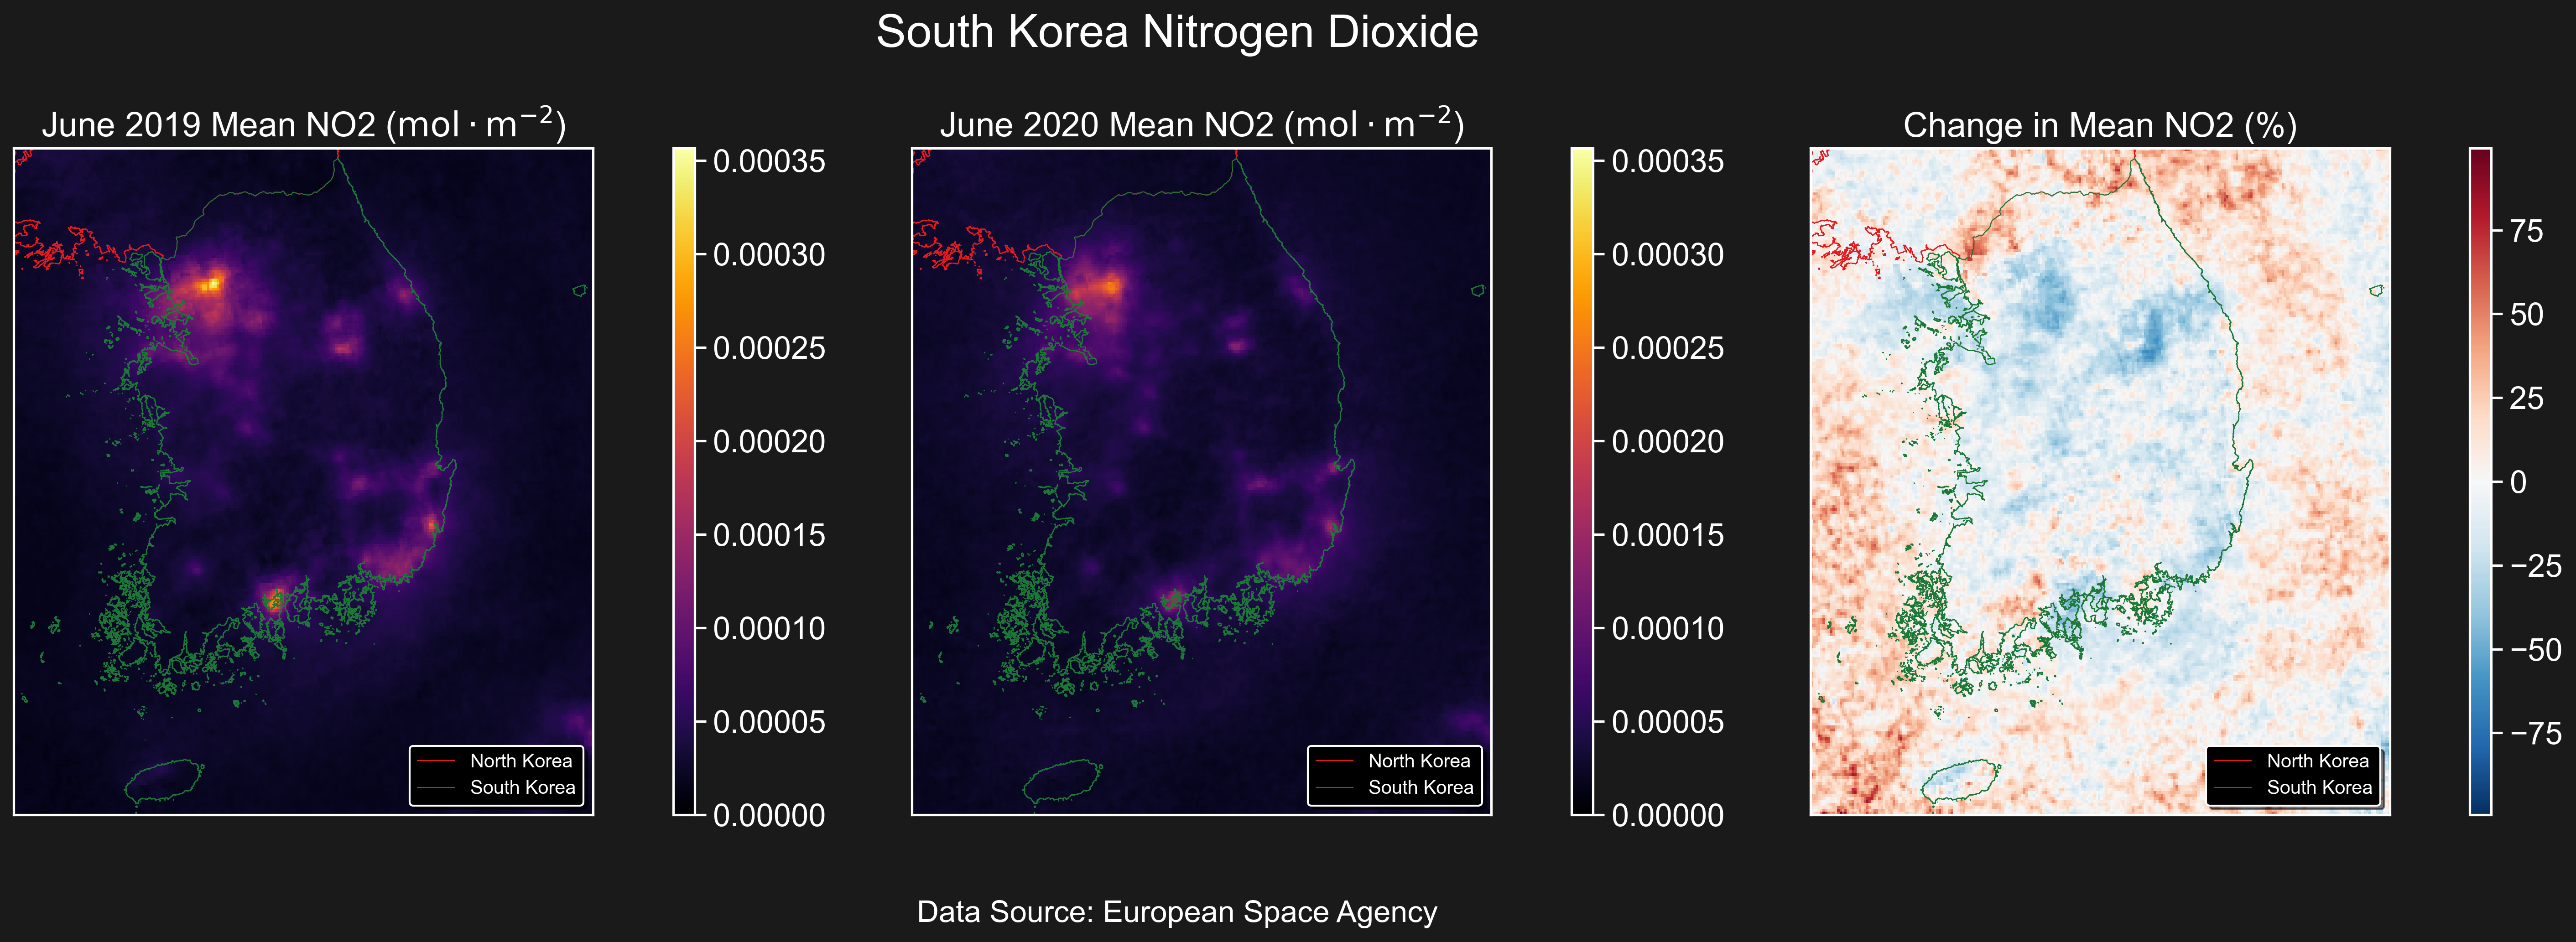 South Korea Nitrogen Dioxide
June 2019 Mean NO2 (mol · m⁻²)
0.00035
0.00030
0.00025
0.00020
0.00015
0.00010
0.00005
0.00000
North Korea
South Korea
June 2020 Mean NO2 (mol · m⁻²)
0.00035
0.00030
0.00025
0.00020
0.00015
0.00010
0.00005
0.00000
North Korea
South Korea
Change in Mean NO2 (%)
75
50
25
0
−25
−50
−75
North Korea
South Korea
Data Source: European Space Agency